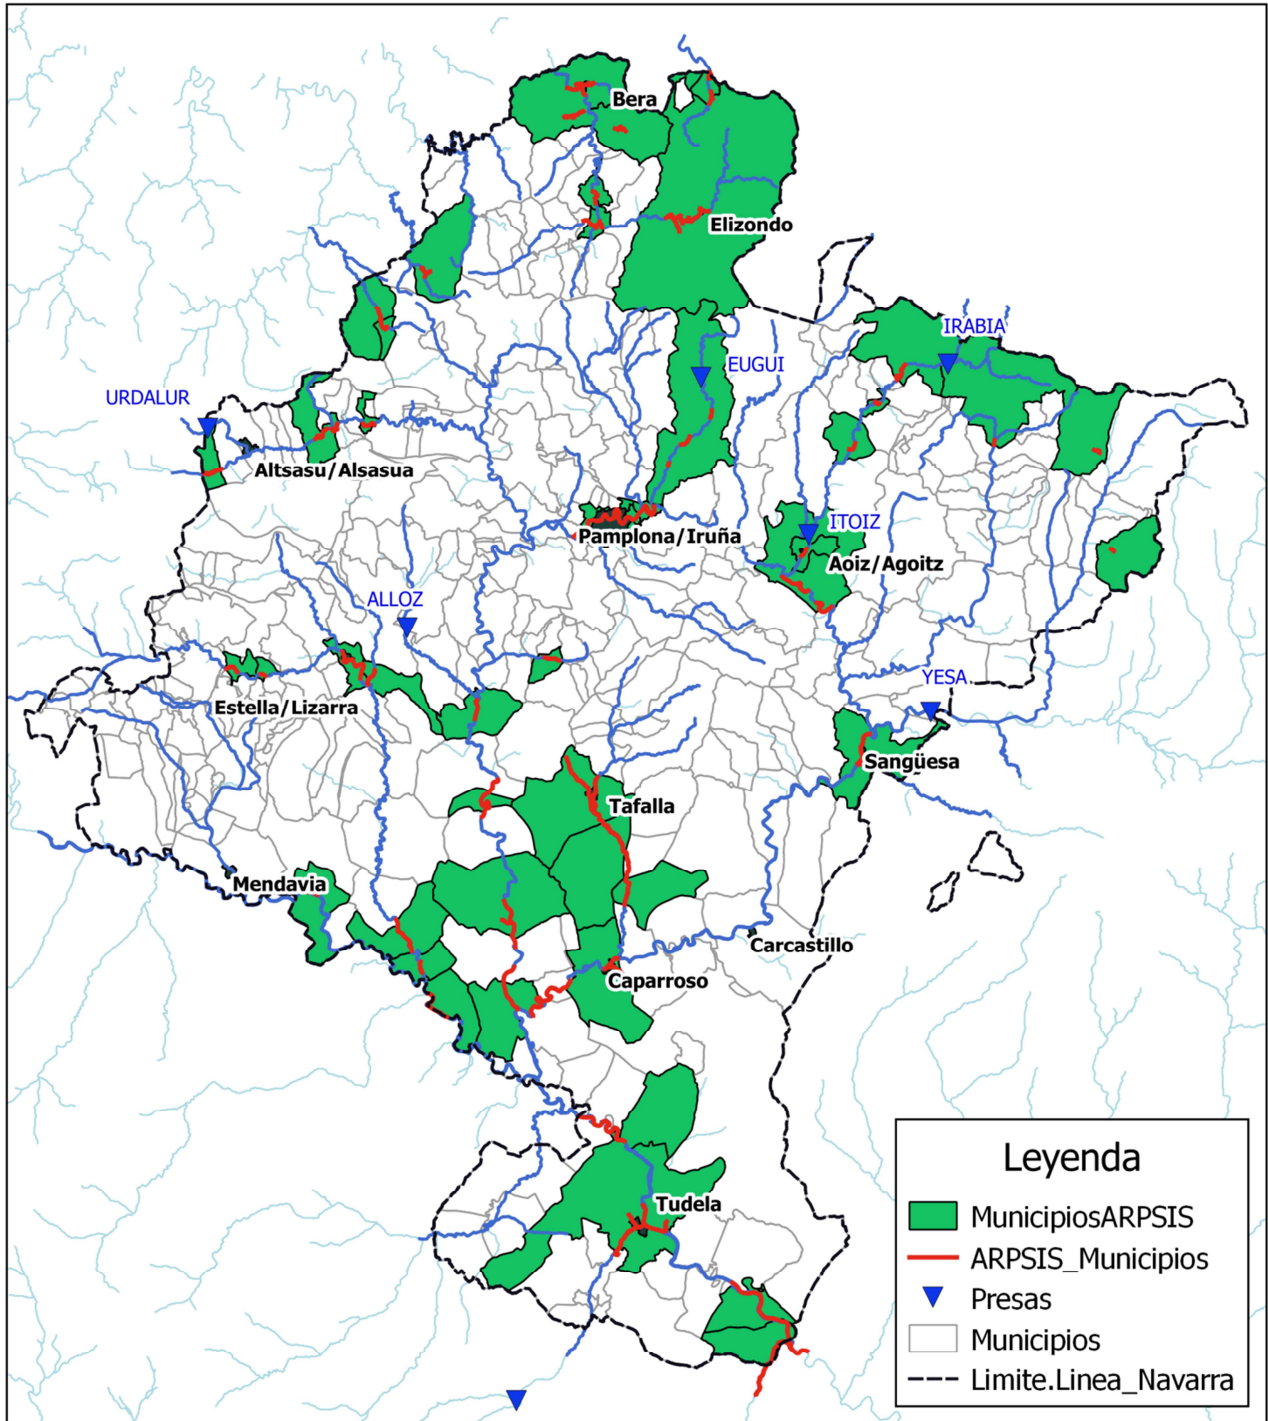 Bera
Elizondo
IRABIA
EUGUI
URDALUR
Altsasu/Alsasua
ITOIZ
Pamplona/Iruña
Aoiz/Agoitz
ALLOZ
YESA
Estella/Lizarra
Sangüesa
Tafalla
Mendavia
Carcastillo
Caparroso
Tudela
Leyenda
MunicipiosARPSIS
ARPSIS_Municipios
Presas
Municipios
Limite.Linea_Navarra